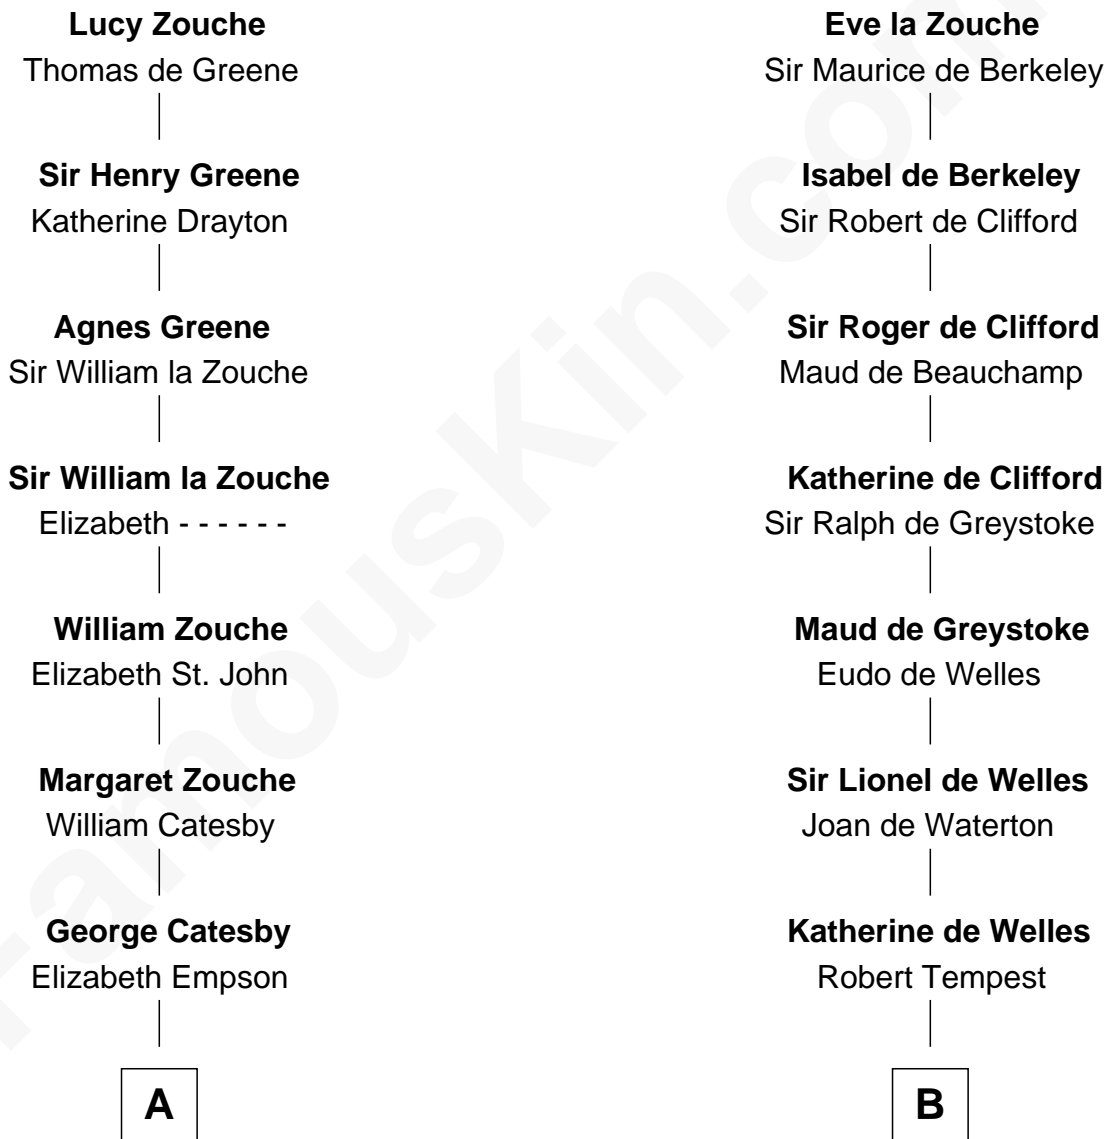 Lucy Zouche
Thomas de Greene
Sir Henry Greene
Katherine Drayton
Agnes Greene
Sir William la Zouche
Sir William la Zouche
Elizabeth - - - - - -
William Zouche
Elizabeth St. John
Margaret Zouche
William Catesby
George Catesby
Elizabeth Empson
A
Eve la Zouche
Sir Maurice de Berkeley
Isabel de Berkeley
Sir Robert de Clifford
Sir Roger de Clifford
Maud de Beauchamp
Katherine de Clifford
Sir Ralph de Greystoke
Maud de Greystoke
Eudo de Welles
Sir Lionel de Welles
Joan de Waterton
Katherine de Welles
Robert Tempest
B
FamousKin.com